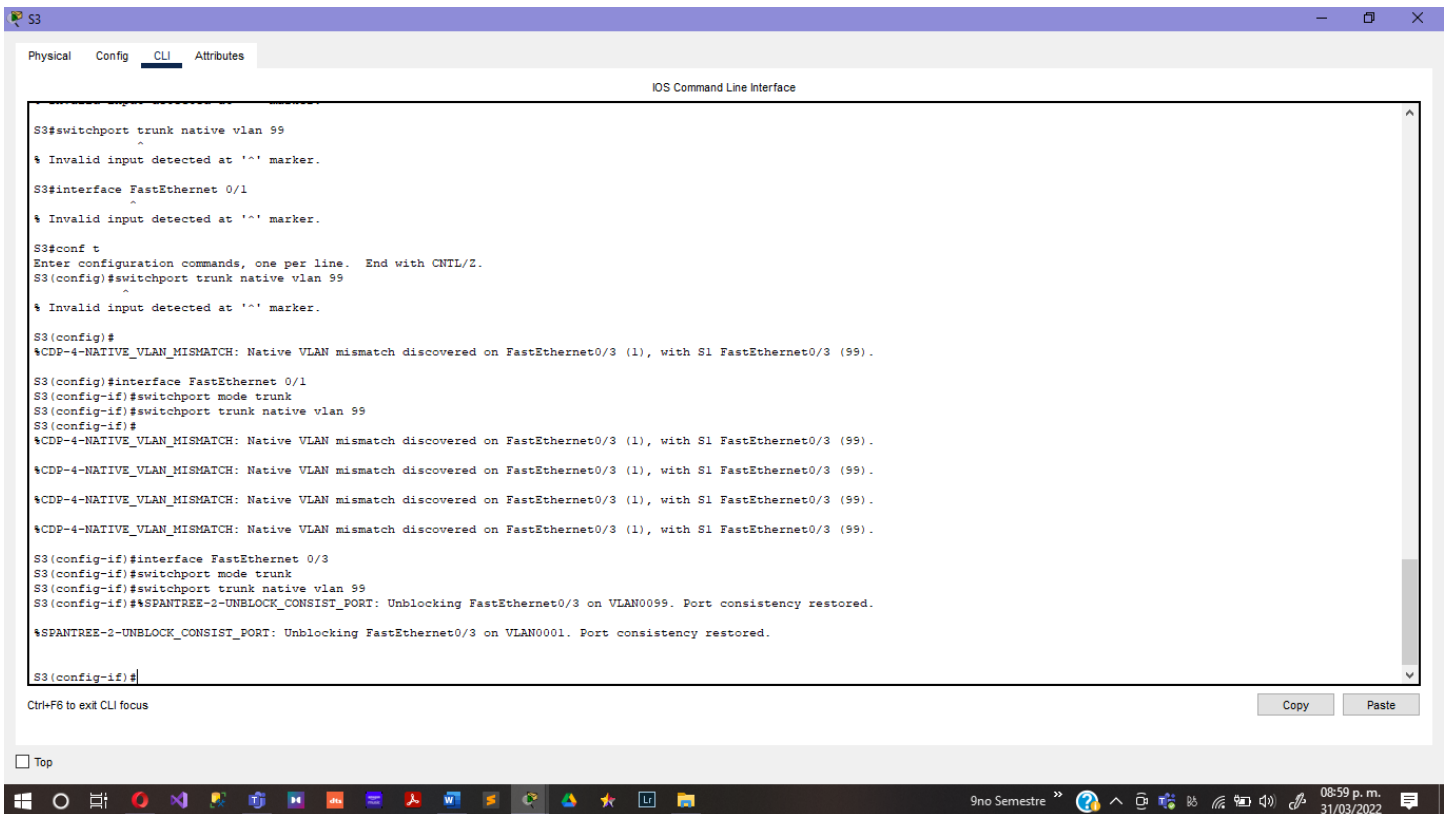 S3
Physical Config CLI Attributes
IOS Command Line Interface
S3#switchport trunk native vlan 99
^
% Invalid input detected at '^' marker.
S3#interface FastEthernet 0/1
^
% Invalid input detected at '^' marker.
S3#conf t
Enter configuration commands, one per line. End with CNTL/Z.
S3(config)#switchport trunk native vlan 99
^
% Invalid input detected at '^' marker.
S3(config)#
%CDP-4-NATIVE_VLAN_MISMATCH: Native VLAN mismatch discovered on FastEthernet0/3 (1), with S1 FastEthernet0/3 (99).
S3(config)#interface FastEthernet 0/1
S3(config-if)#switchport mode trunk
S3(config-if)#switchport trunk native vlan 99
S3(config-if)#
%CDP-4-NATIVE_VLAN_MISMATCH: Native VLAN mismatch discovered on FastEthernet0/3 (1), with S1 FastEthernet0/3 (99).
%CDP-4-NATIVE_VLAN_MISMATCH: Native VLAN mismatch discovered on FastEthernet0/3 (1), with S1 FastEthernet0/3 (99).
%CDP-4-NATIVE_VLAN_MISMATCH: Native VLAN mismatch discovered on FastEthernet0/3 (1), with S1 FastEthernet0/3 (99).
%CDP-4-NATIVE_VLAN_MISMATCH: Native VLAN mismatch discovered on FastEthernet0/3 (1), with S1 FastEthernet0/3 (99).
S3(config-if)#interface FastEthernet 0/3
S3(config-if)#switchport mode trunk
S3(config-if)#switchport trunk native vlan 99
S3(config-if)#%SPANTREE-2-UNBLOCK_CONSIST_PORT: Unblocking FastEthernet0/3 on VLAN0099. Port consistency restored.
%SPANTREE-2-UNBLOCK_CONSIST_PORT: Unblocking FastEthernet0/3 on VLAN0001. Port consistency restored.
S3(config-if)#
Ctrl+F6 to exit CLI focus
Copy Paste
Top
9no Semestre
08:59 p. m.
31/03/2022